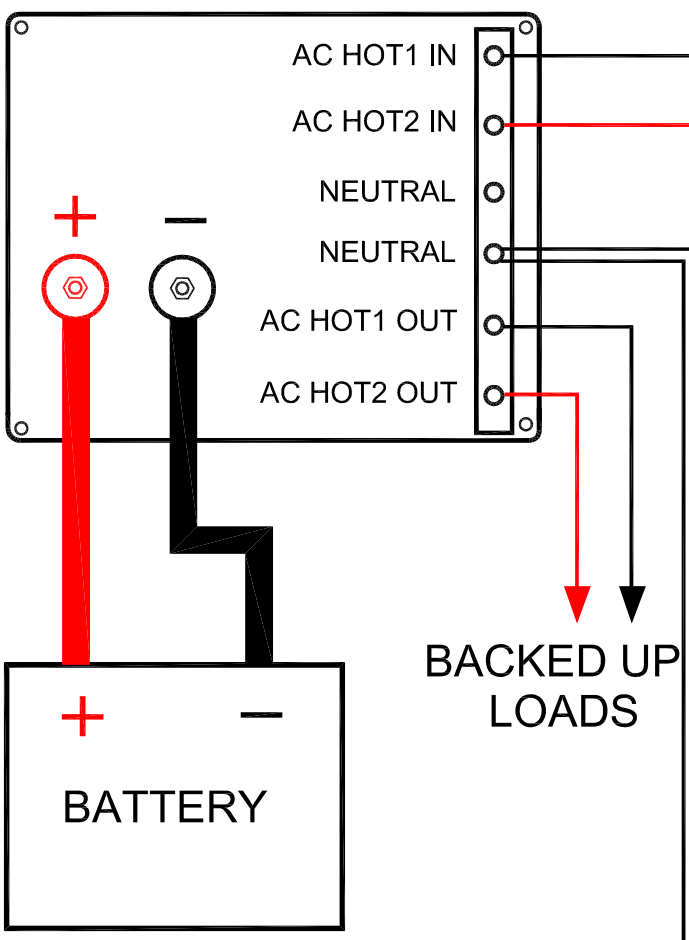 AC HOT1 IN
AC HOT2 IN
NEUTRAL
NEUTRAL
AC HOT1 OUT
AC HOT2 OUT
+ −
BACKED UP
LOADS
+ −
BATTERY